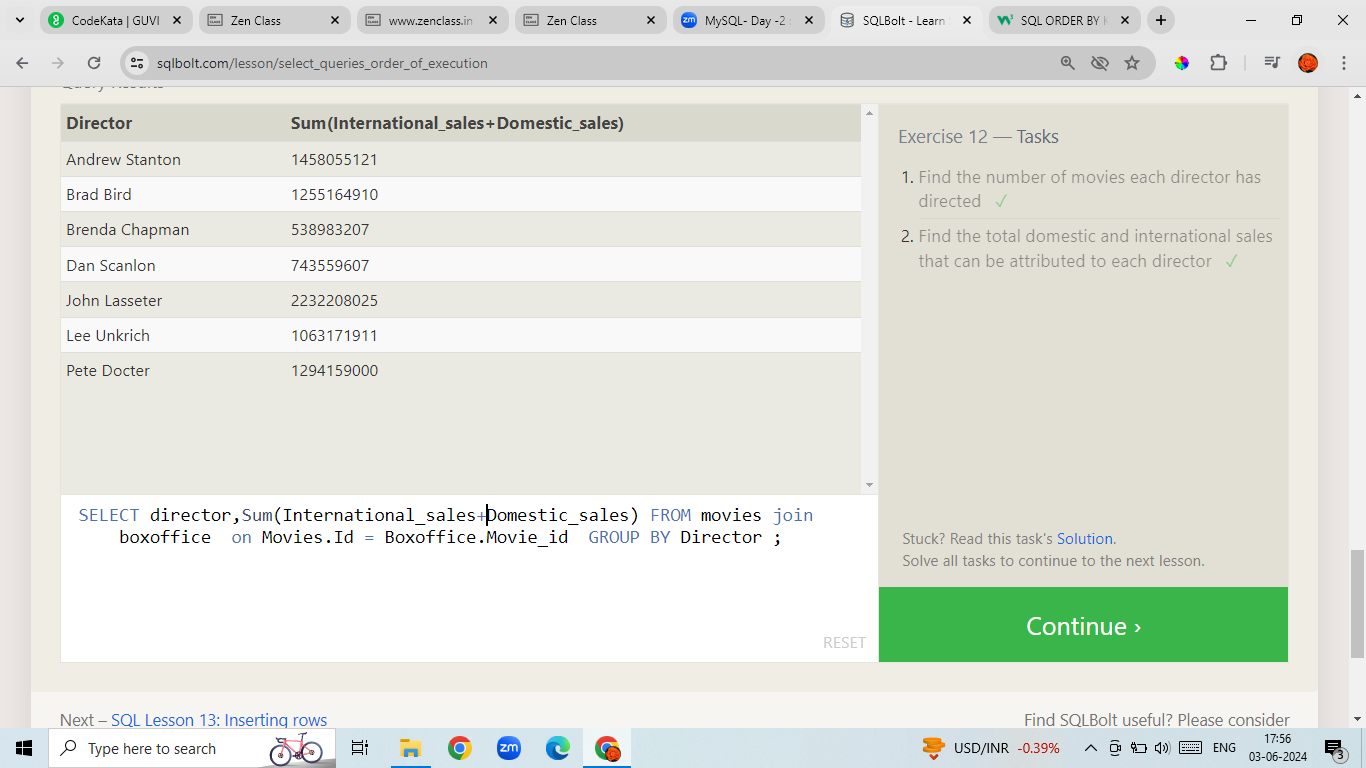 CodeKata | GUVI
Zen Class
www.zenclass.in
Zen Class
MySQL- Day -2
SQLBolt - Learn
SQL ORDER BY
sqlbolt.com/lesson/select_queries_order_of_execution
Query Results
Director Sum(International_sales+Domestic_sales)
Andrew Stanton 1458055121
Brad Bird 1255164910
Brenda Chapman 538983207
Dan Scanlon 743559607
John Lasseter 2232208025
Lee Unkrich 1063171911
Pete Docter 1294159000
SELECT director,Sum(International_sales+Domestic_sales) FROM movies join
boxoffice on Movies.Id = Boxoffice.Movie_id GROUP BY Director ;
RESET
Exercise 12 — Tasks
1. Find the number of movies each director has
directed ✓
2. Find the total domestic and international sales
that can be attributed to each director ✓
Stuck? Read this task's Solution.
Solve all tasks to continue to the next lesson.
Continue ›
Next – SQL Lesson 13: Inserting rows
Find SQLBolt useful? Please consider
Type here to search
zm
USD/INR -0.39%
ENG
17:56
03-06-2024
3